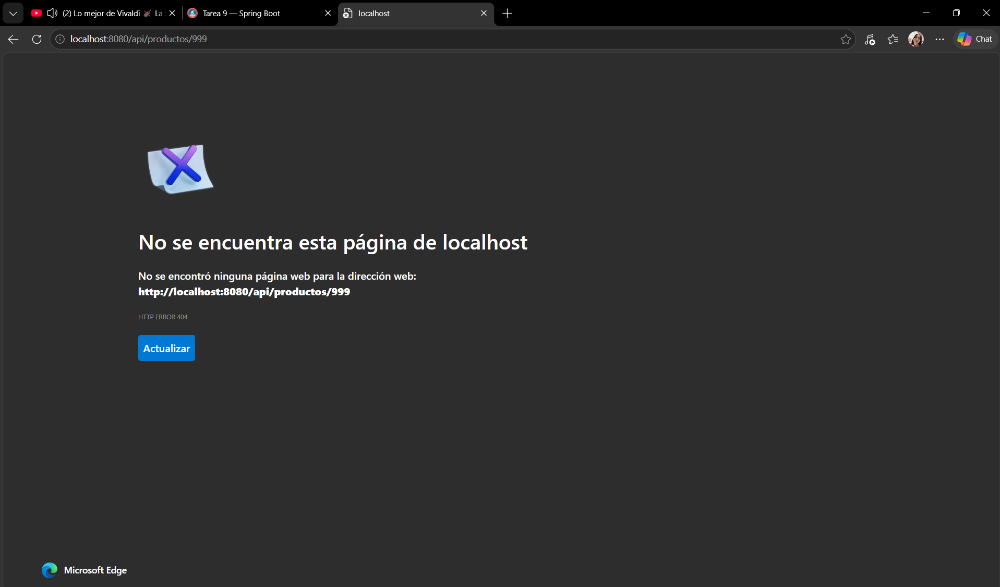 (2) Lo mejor de Vivaldi 🎻 La
Tarea 9 — Spring Boot
localhost
localhost:8080/api/productos/999
Chat
No se encuentra esta página de localhost
No se encontró ninguna página web para la dirección web:
http://localhost:8080/api/productos/999
HTTP ERROR 404
Actualizar
Microsoft Edge